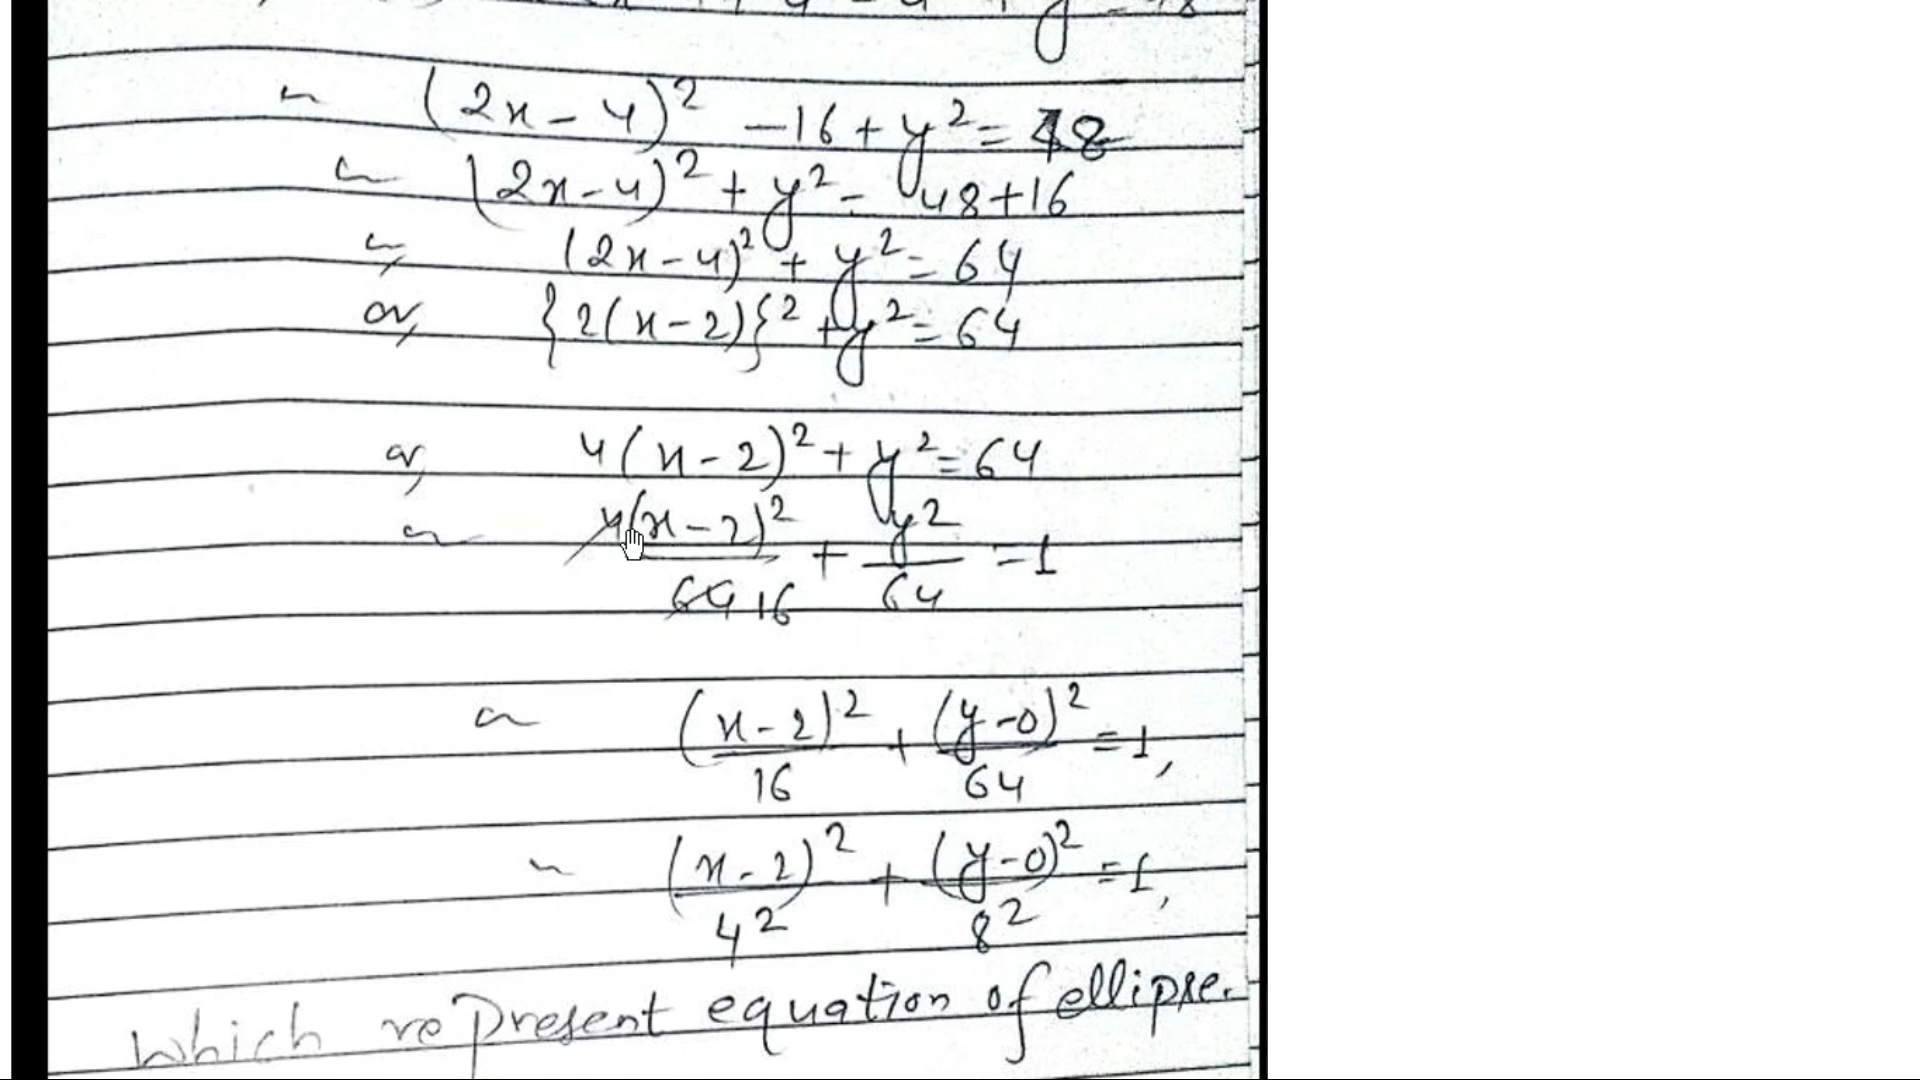 (2x-4)² -16+y² = 48
(2x-4)² + y² = 48+16
(2x-4)² + y² = 64
or, {2(x-2)}² + y² = 64
or, 4(x-2)² + y² = 64
4(x-2)²/64 16 + y²/64 = 1
(x-2)²/16 + (y-0)²/64 = 1,
(x-2)²/4² + (y-0)²/8² = 1,
Which represent equation of ellipse.